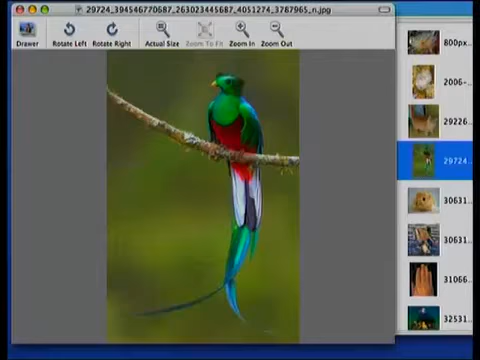 29724_394546770687_263023445687_4051274_3787965_n.jpg
Drawer
Rotate Left
Rotate Right
Actual Size
Zoom To Fit
Zoom In
Zoom Out
800px..
2006-..
29226..
29724..
30631..
30631..
31066..
32531..